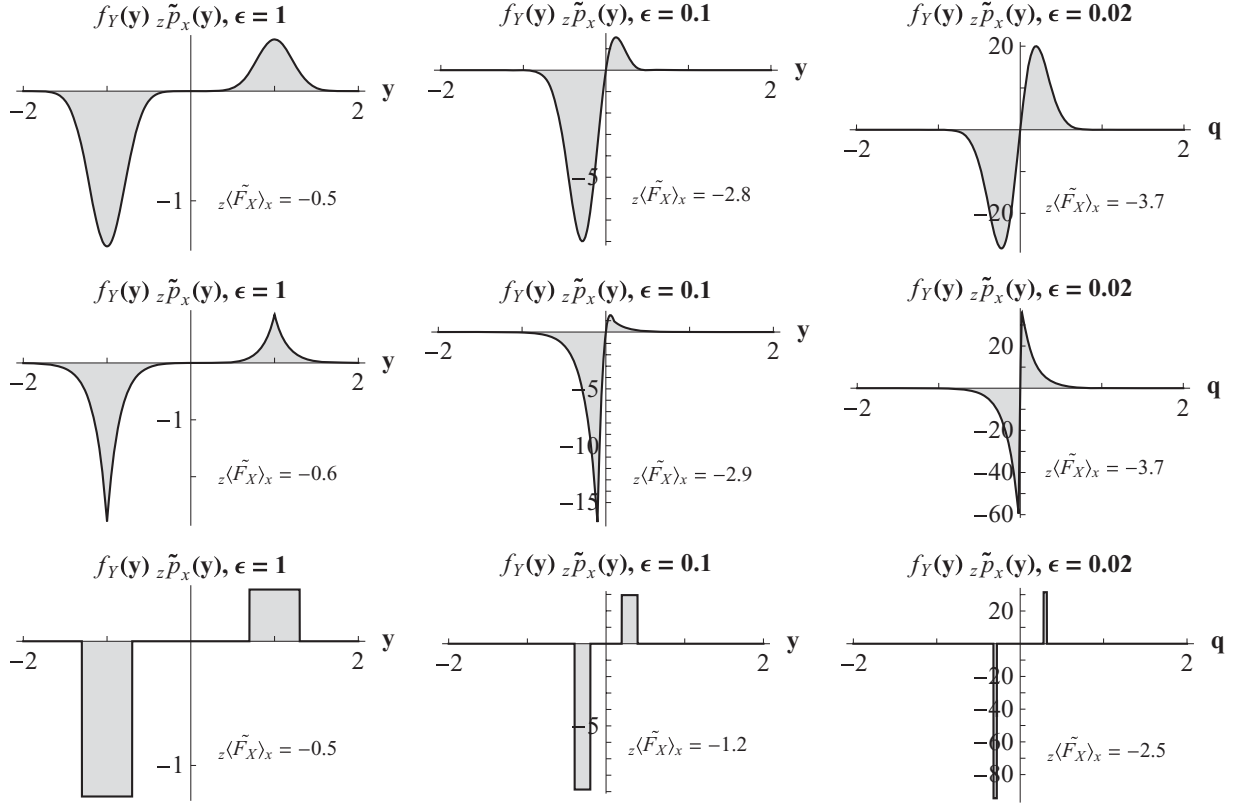 f_Y(y) _z p̃_x(y), ϵ = 1
y
−2
2
−1
_z⟨F̃_X⟩_x = −0.5
f_Y(y) _z p̃_x(y), ϵ = 0.1
y
−2
2
−5
_z⟨F̃_X⟩_x = −2.8
f_Y(y) _z p̃_x(y), ϵ = 0.02
20
q
−2
2
−20
_z⟨F̃_X⟩_x = −3.7
f_Y(y) _z p̃_x(y), ϵ = 1
y
−2
2
−1
_z⟨F̃_X⟩_x = −0.6
f_Y(y) _z p̃_x(y), ϵ = 0.1
y
−2
2
−5
−10
−15
_z⟨F̃_X⟩_x = −2.9
f_Y(y) _z p̃_x(y), ϵ = 0.02
20
q
−2
2
−20
−40
−60
_z⟨F̃_X⟩_x = −3.7
f_Y(y) _z p̃_x(y), ϵ = 1
y
−2
2
−1
_z⟨F̃_X⟩_x = −0.5
f_Y(y) _z p̃_x(y), ϵ = 0.1
y
−2
2
−5
_z⟨F̃_X⟩_x = −1.2
f_Y(y) _z p̃_x(y), ϵ = 0.02
20
q
−2
2
−20
−40
−60
−80
_z⟨F̃_X⟩_x = −2.5